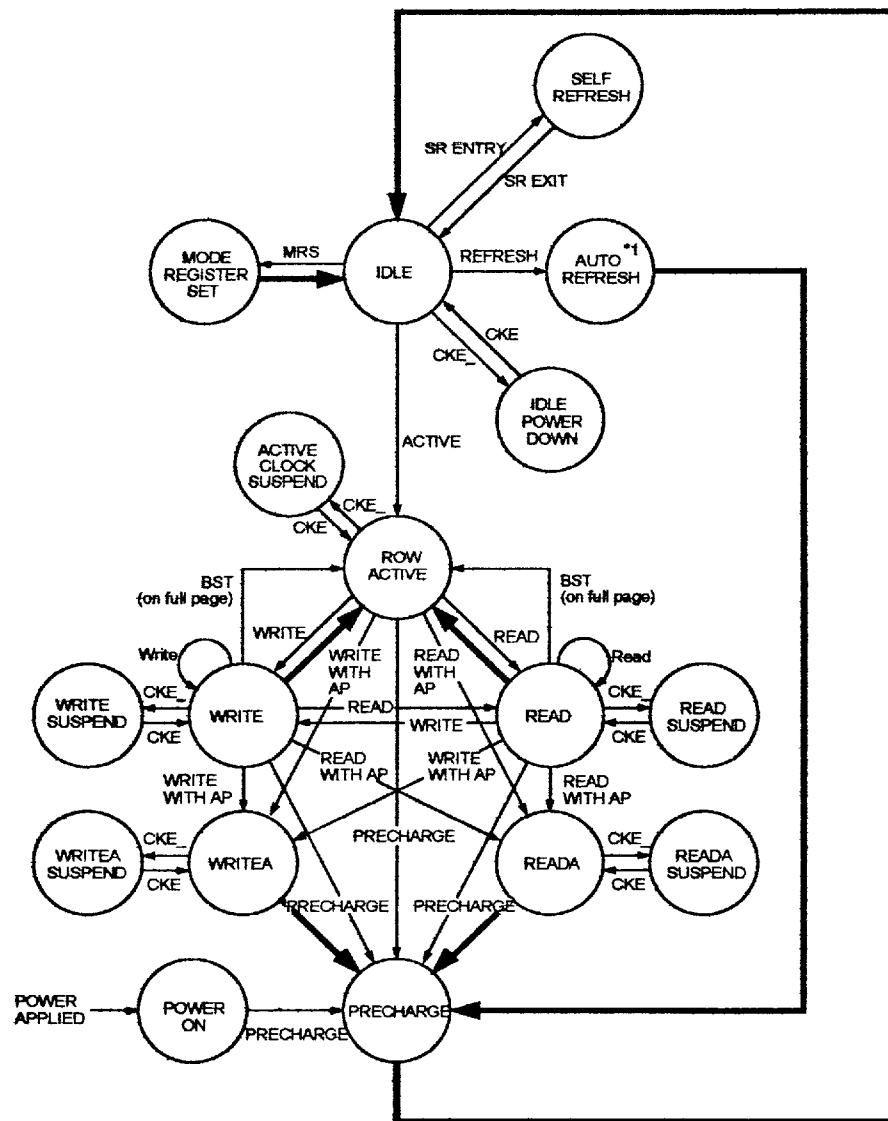 SELF
REFRESH
SR ENTRY
SR EXIT
MODE
REGISTER
SET
MRS
IDLE
REFRESH
AUTO *1
REFRESH
CKE
CKE_
IDLE
POWER
DOWN
ACTIVE
ACTIVE
CLOCK
SUSPEND
CKE_
CKE
ROW
ACTIVE
BST
(on full page)
BST
(on full page)
WRITE
READ
Write
WRITE
WITH
AP
READ
WITH
AP
Read
WRITE
SUSPEND
CKE_
CKE
WRITE
READ
WRITE
READ
CKE_
CKE
READ
SUSPEND
WRITE
WITH AP
READ
WITH AP
WRITE
WITH AP
READ
WITH AP
WRITEA
SUSPEND
CKE_
CKE
WRITEA
PRECHARGE
READA
CKE_
CKE
READA
SUSPEND
PRECHARGE
PRECHARGE
POWER
APPLIED
POWER
ON
PRECHARGE
PRECHARGE